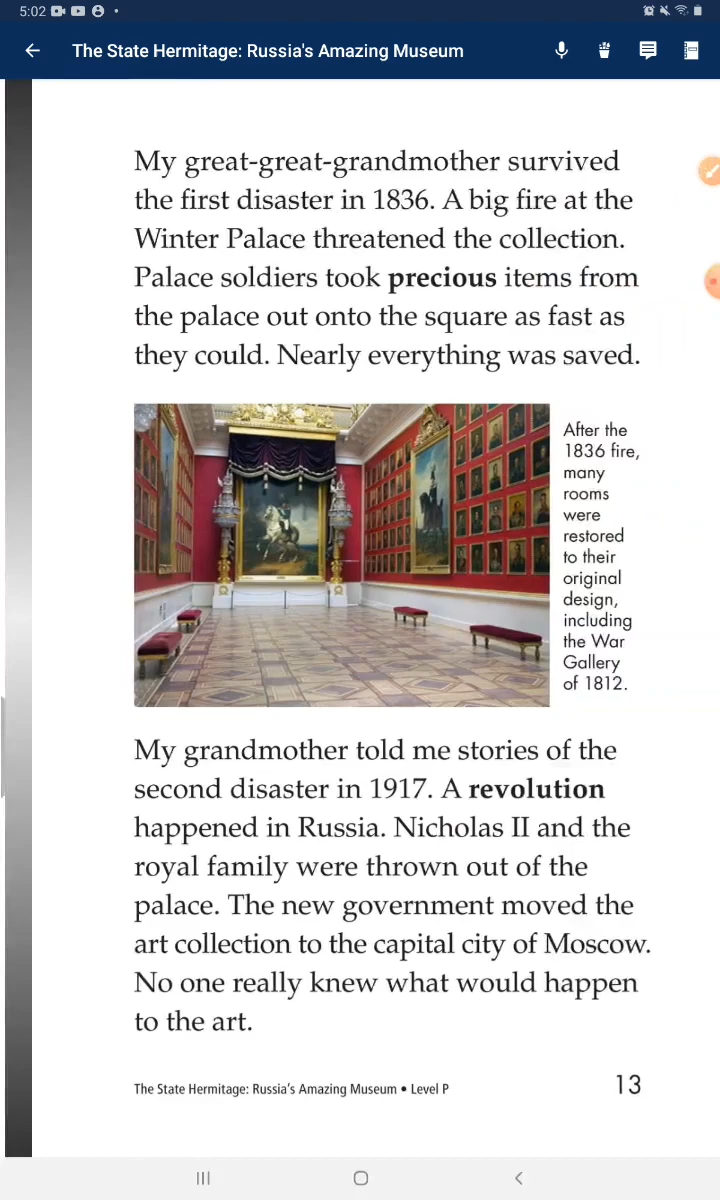 5:02
The State Hermitage: Russia's Amazing Museum
My great-great-grandmother survived
the first disaster in 1836. A big fire at the
Winter Palace threatened the collection.
Palace soldiers took precious items from
the palace out onto the square as fast as
they could. Nearly everything was saved.
After the
1836 fire,
many
rooms
were
restored
to their
original
design,
including
the War
Gallery
of 1812.
My grandmother told me stories of the
second disaster in 1917. A revolution
happened in Russia. Nicholas II and the
royal family were thrown out of the
palace. The new government moved the
art collection to the capital city of Moscow.
No one really knew what would happen
to the art.
The State Hermitage: Russia's Amazing Museum • Level P
13